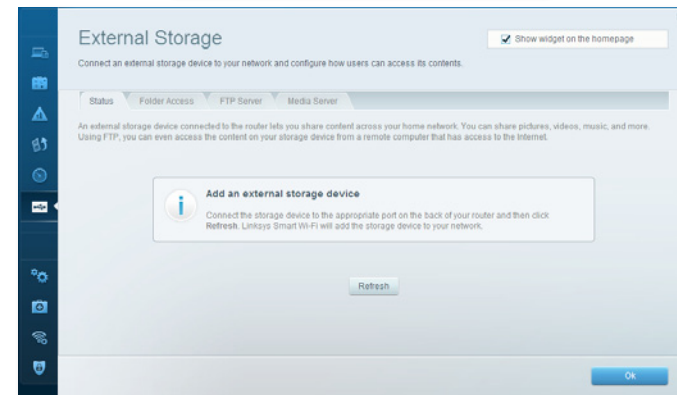 External Storage
Show widget on the homepage
Connect an external storage device to your network and configure how users can access its contents.
Status Folder Access FTP Server Media Server
An external storage device connected to the router lets you share content across your home network. You can share pictures, videos, music, and more.
Using FTP, you can even access the content on your storage device from a remote computer that has access to the Internet.
Add an external storage device
Connect the storage device to the appropriate port on the back of your router and then click
Refresh. Linksys Smart Wi-Fi will add the storage device to your network.
Refresh
Ok